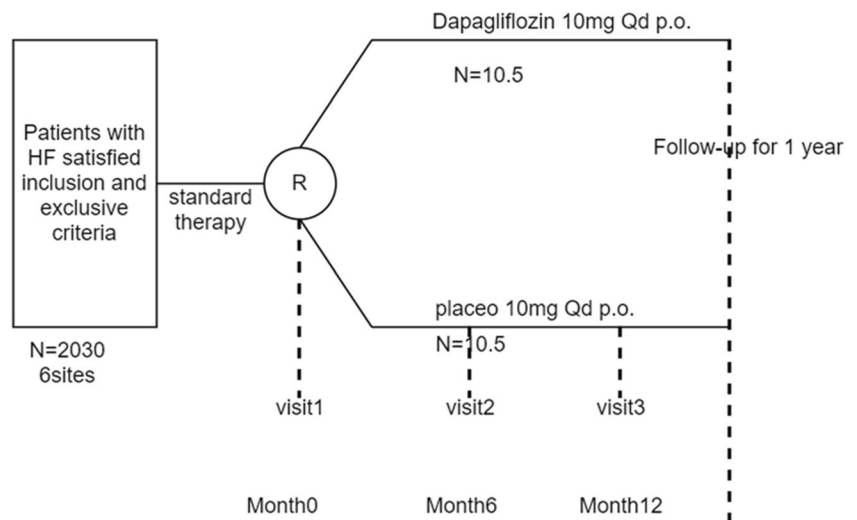 Dapagliflozin 10mg Qd p.o.
N=10.5
Patients with
HF satisfied
inclusion and
exclusive
criteria
standard
therapy
R
Follow-up for 1 year
placeo 10mg Qd p.o.
N=10.5
N=2030
6sites
visit1
visit2
visit3
Month0
Month6
Month12